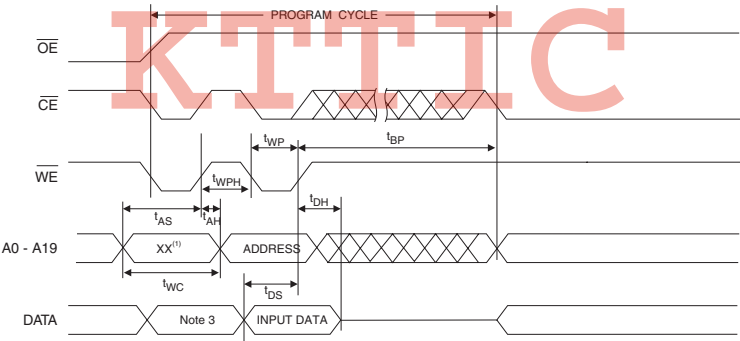 PROGRAM CYCLE
KTTIC
OE
CE
tWP
tBP
WE
tWPH
tDH
tAS
tAH
A0 - A19
XX(1)
ADDRESS
tWC
tDS
DATA
Note 3
INPUT DATA